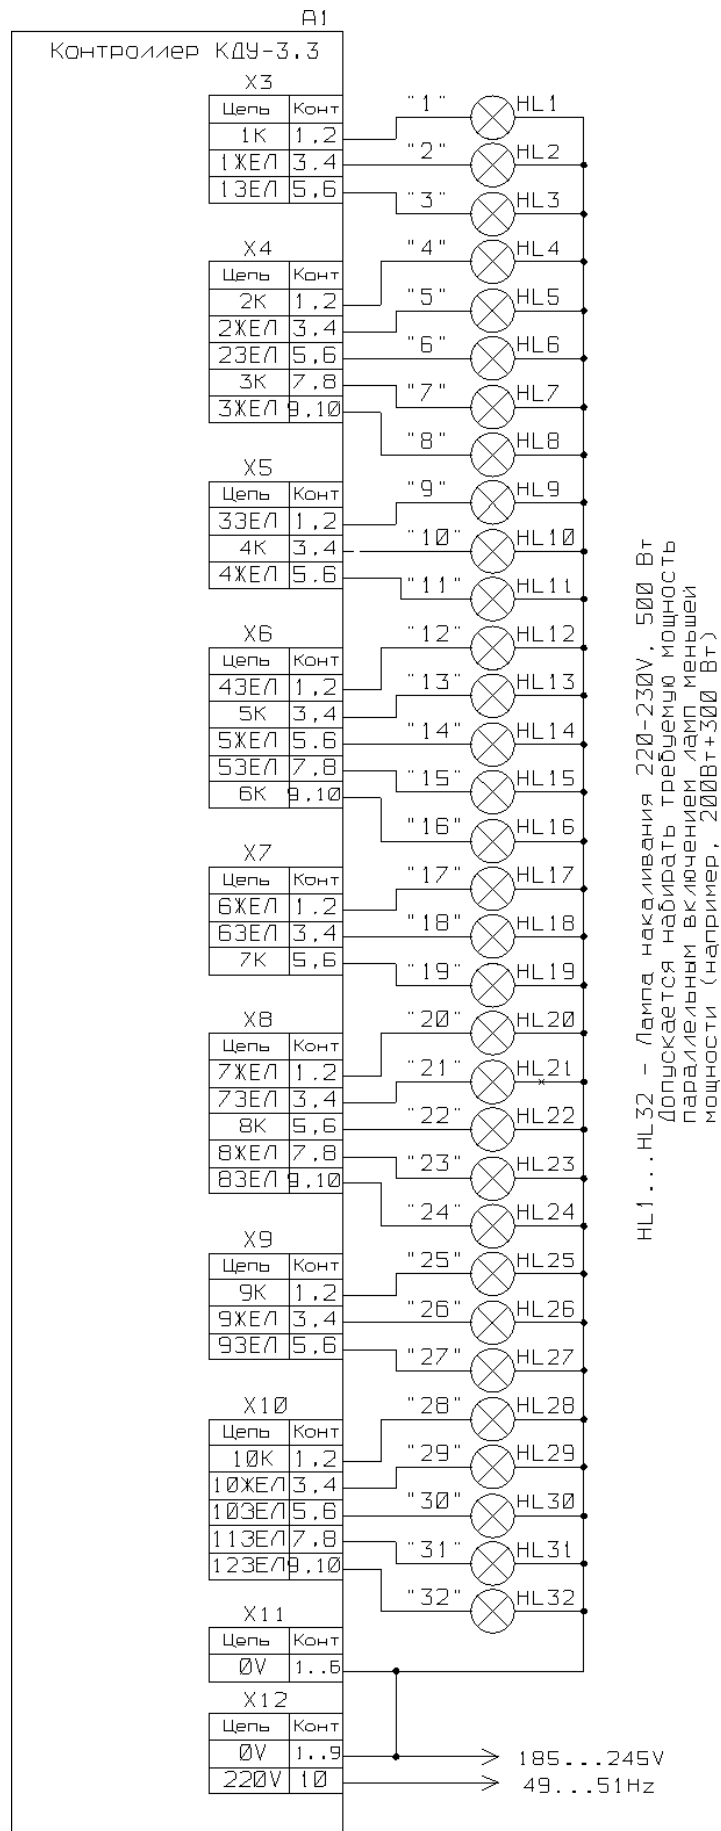 A1
Контроллер КДУ-3.3
X3
Цепь Конт
1К 1,2 "1" HL1
1ЖЕЛ 3.4 "2" HL2
1ЗЕЛ 5,6 "3" HL3
X4
Цепь Конт
2К 1,2 "4" HL4
2ЖЕЛ 3.4 "5" HL5
2ЗЕЛ 5,6 "6" HL6
3К 7,8 "7" HL7
3ЖЕЛ 9,10 "8" HL8
X5
Цепь Конт
3ЗЕЛ 1,2 "9" HL9
4К 3,4 "10" HL10
4ЖЕЛ 5.6 "11" HL11
X6
Цепь Конт
4ЗЕЛ 1,2 "12" HL12
5К 3,4 "13" HL13
5ЖЕЛ 5.6 "14" HL14
5ЗЕЛ 7,8 "15" HL15
6К 9,10 "16" HL16
X7
Цепь Конт
6ЖЕЛ 1.2 "17" HL17
6ЗЕЛ 3,4 "18" HL18
7К 5,6 "19" HL19
X8
Цепь Конт
7ЖЕЛ 1.2 "20" HL20
7ЗЕЛ 3,4 "21" HL21
8К 5,6 "22" HL22
8ЖЕЛ 7,8 "23" HL23
8ЗЕЛ 9,10 "24" HL24
X9
Цепь Конт
9К 1,2 "25" HL25
9ЖЕЛ 3,4 "26" HL26
9ЗЕЛ 5,6 "27" HL27
X10
Цепь Конт
10К 1,2 "28" HL28
10ЖЕЛ 3,4 "29" HL29
10ЗЕЛ 5,6 "30" HL30
11ЗЕЛ 7,8 "31" HL31
12ЗЕЛ 9,10 "32" HL32
X11
Цепь Конт
0V 1..6
X12
Цепь Конт
0V 1..9 185...245V
220V 10 49...51Hz
HL1...HL32 - Лампа накаливания 220-230V, 500 Вт
Допускается набирать требуемую мощность
параллельным включением ламп меньшей
мощности (например, 200Вт+300 Вт)